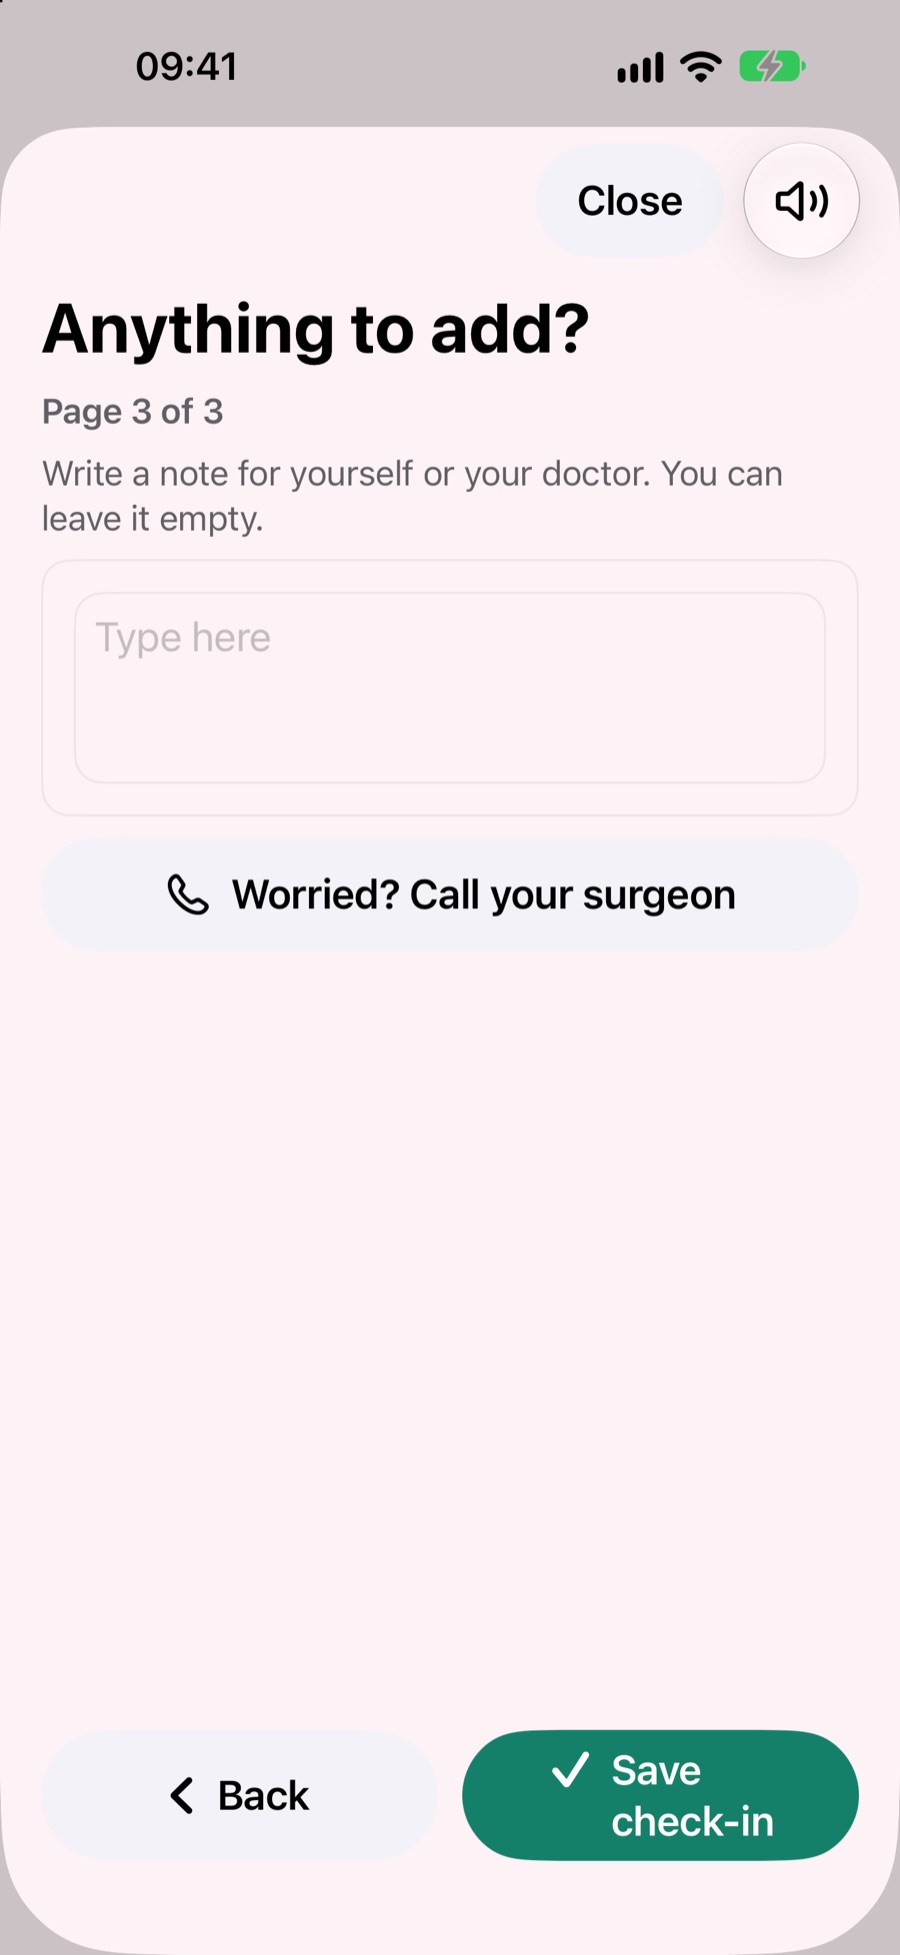 09:41
Close
Anything to add?
Page 3 of 3
Write a note for yourself or your doctor. You can
leave it empty.
Type here
Worried? Call your surgeon
Back
Save
check-in